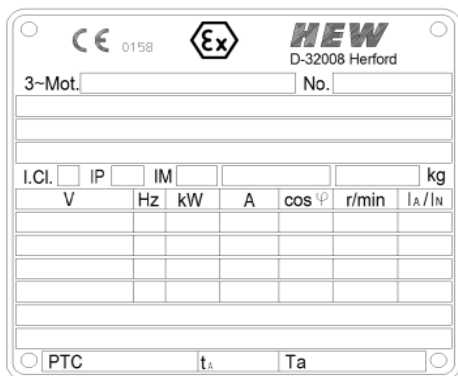 CE 0158 Ex HEW
D-32008 Herford
3~Mot. No.
I.Cl. IP IM kg
V Hz kW A cos φ r/min IA/IN
PTC tA Ta